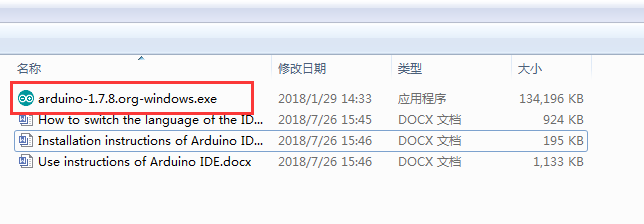 名称 修改日期 类型 大小
arduino-1.7.8.org-windows.exe 2018/1/29 14:33 应用程序 134,196 KB
How to switch the language of the ID... 2018/7/26 15:45 DOCX 文档 924 KB
Installation instructions of Arduino ID... 2018/7/26 15:46 DOCX 文档 195 KB
Use instructions of Arduino IDE.docx 2018/7/26 15:46 DOCX 文档 1,133 KB